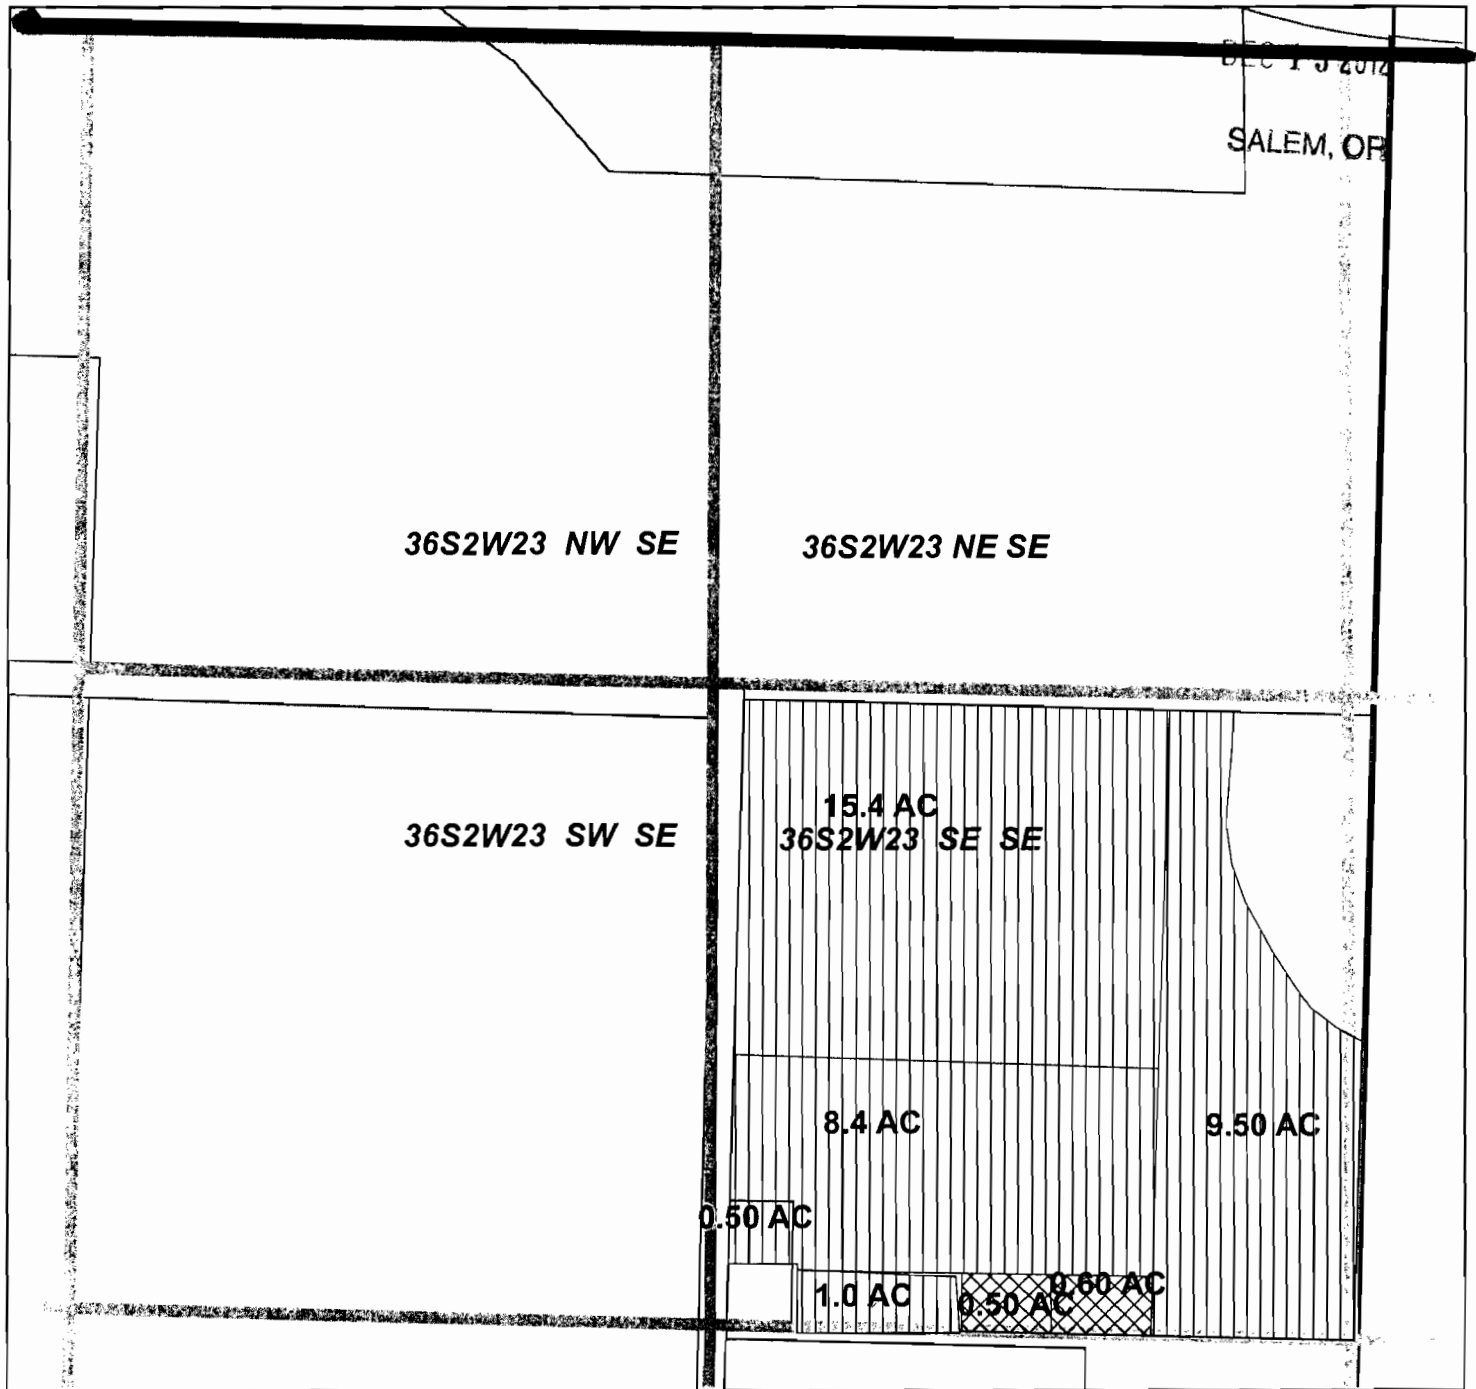 SALEM, OR
36S2W23 NW SE
36S2W23 NE SE
15.4 AC
36S2W23 SW SE
36S2W23 SE SE
8.4 AC
9.50 AC
0.50 AC
0.60 AC
1.0 AC
0.50 AC